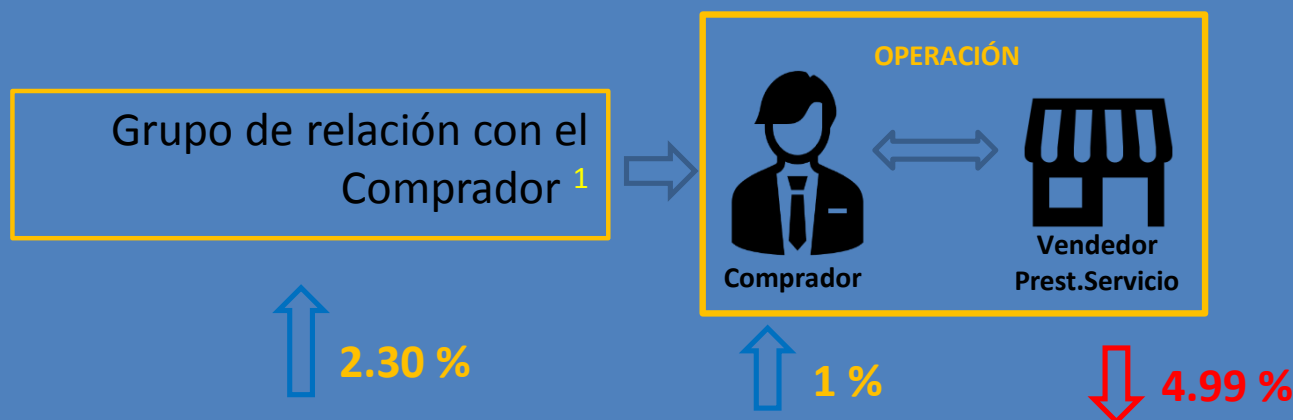 OPERACIÓN
Grupo de relación con el
Comprador 1
Comprador
Vendedor
Prest.Servicio
2.30 %
1 %
4.99 %